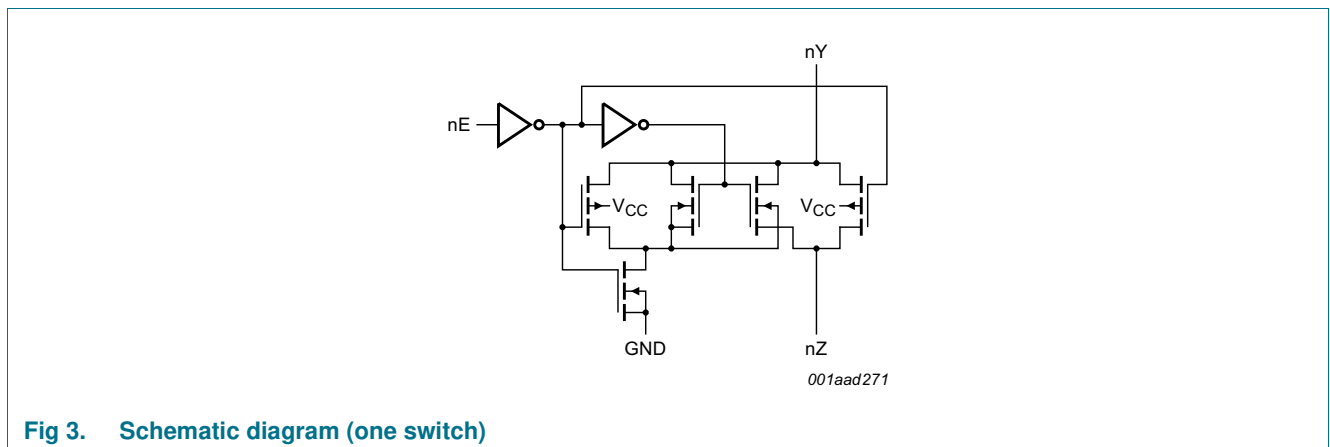 nY
nE
VCC
VCC
GND
nZ
001aad271
Fig 3. Schematic diagram (one switch)